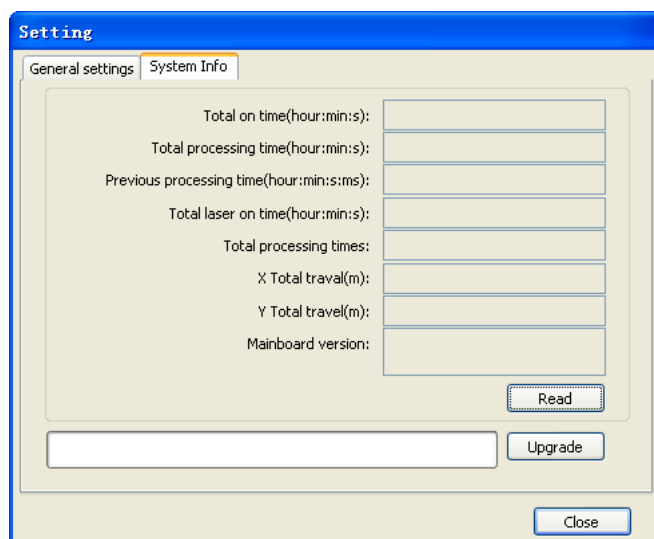 Setting
General settings System Info
Total on time(hour:min:s):
Total processing time(hour:min:s):
Previous processing time(hour:min:s:ms):
Total laser on time(hour:min:s):
Total processing times:
X Total traval(m):
Y Total travel(m):
Mainboard version:
Read
Upgrade
Close